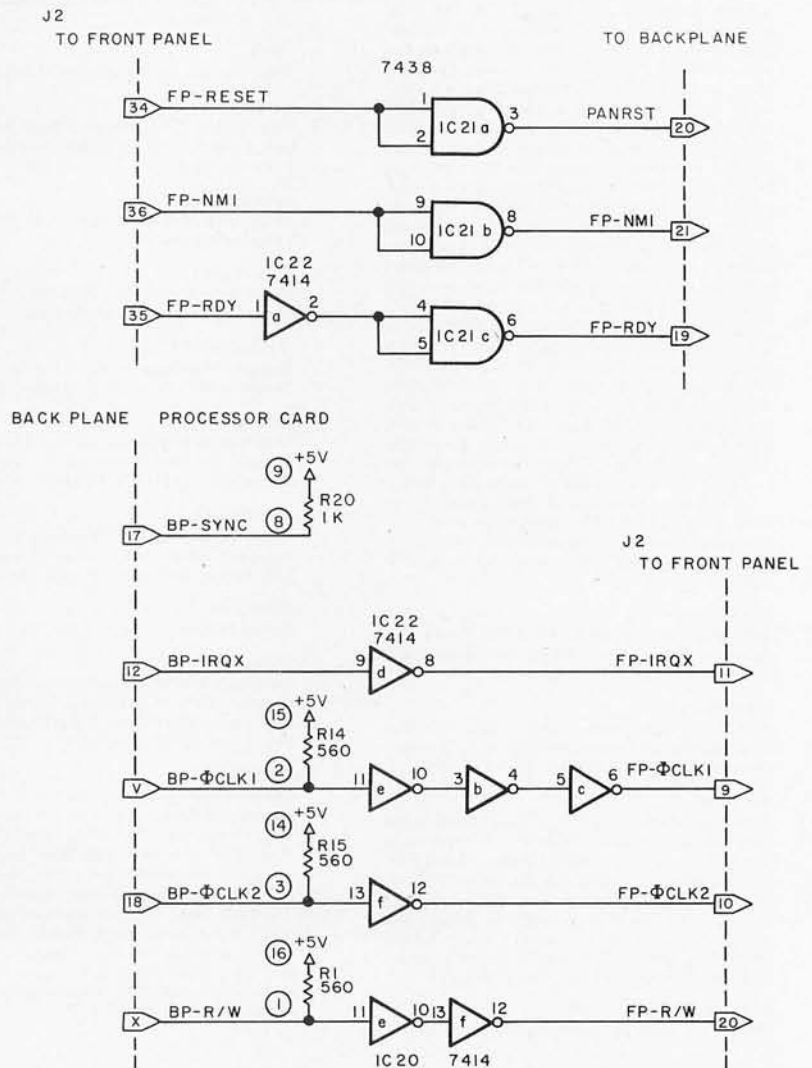 J2
TO FRONT PANEL
TO BACKPLANE
7438
34 FP-RESET 1 2 IC21a 3 PANRST 20
36 FP-NMI 9 10 IC21 b 8 FP-NMI 21
IC22
7414
35 FP-RDY 1 a 2 4 5 IC21 c 6 FP-RDY 19
BACK PLANE PROCESSOR CARD
9 +5V
R20
1K
17 BP-SYNC 8
J2
TO FRONT PANEL
IC22
7414
12 BP-IRQX 9 d 8 FP-IRQX 11
15 +5V
R14
560
V BP-ΦCLK1 2 11 e 10 3 b 4 5 c 6 FP-ΦCLK1 9
14 +5V
R15
560
18 BP-ΦCLK2 3 13 f 12 FP-ΦCLK2 10
16 +5V
R1
560
X BP-R/W 1 11 e 10 13 f 12 FP-R/W 20
IC20 7414